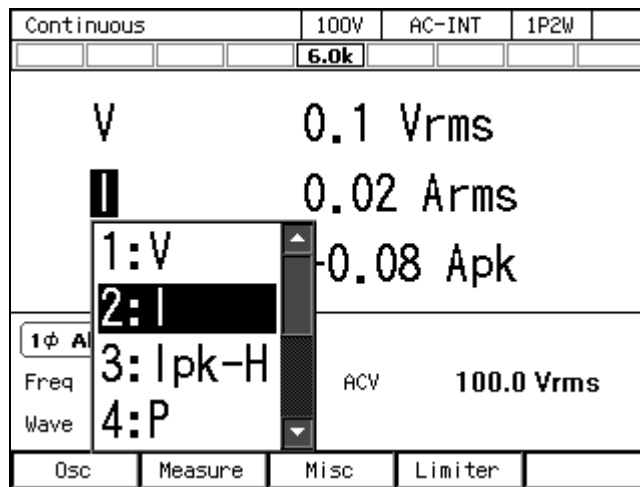 Continuous 100V AC-INT 1P2W
6.0k
V 0.1 Vrms
I 0.02 Arms
-0.08 Apk
1:V
2:I
3:Ipk-H
4:P
1φ
Freq ACV 100.0 Vrms
Wave
Osc Measure Misc Limiter